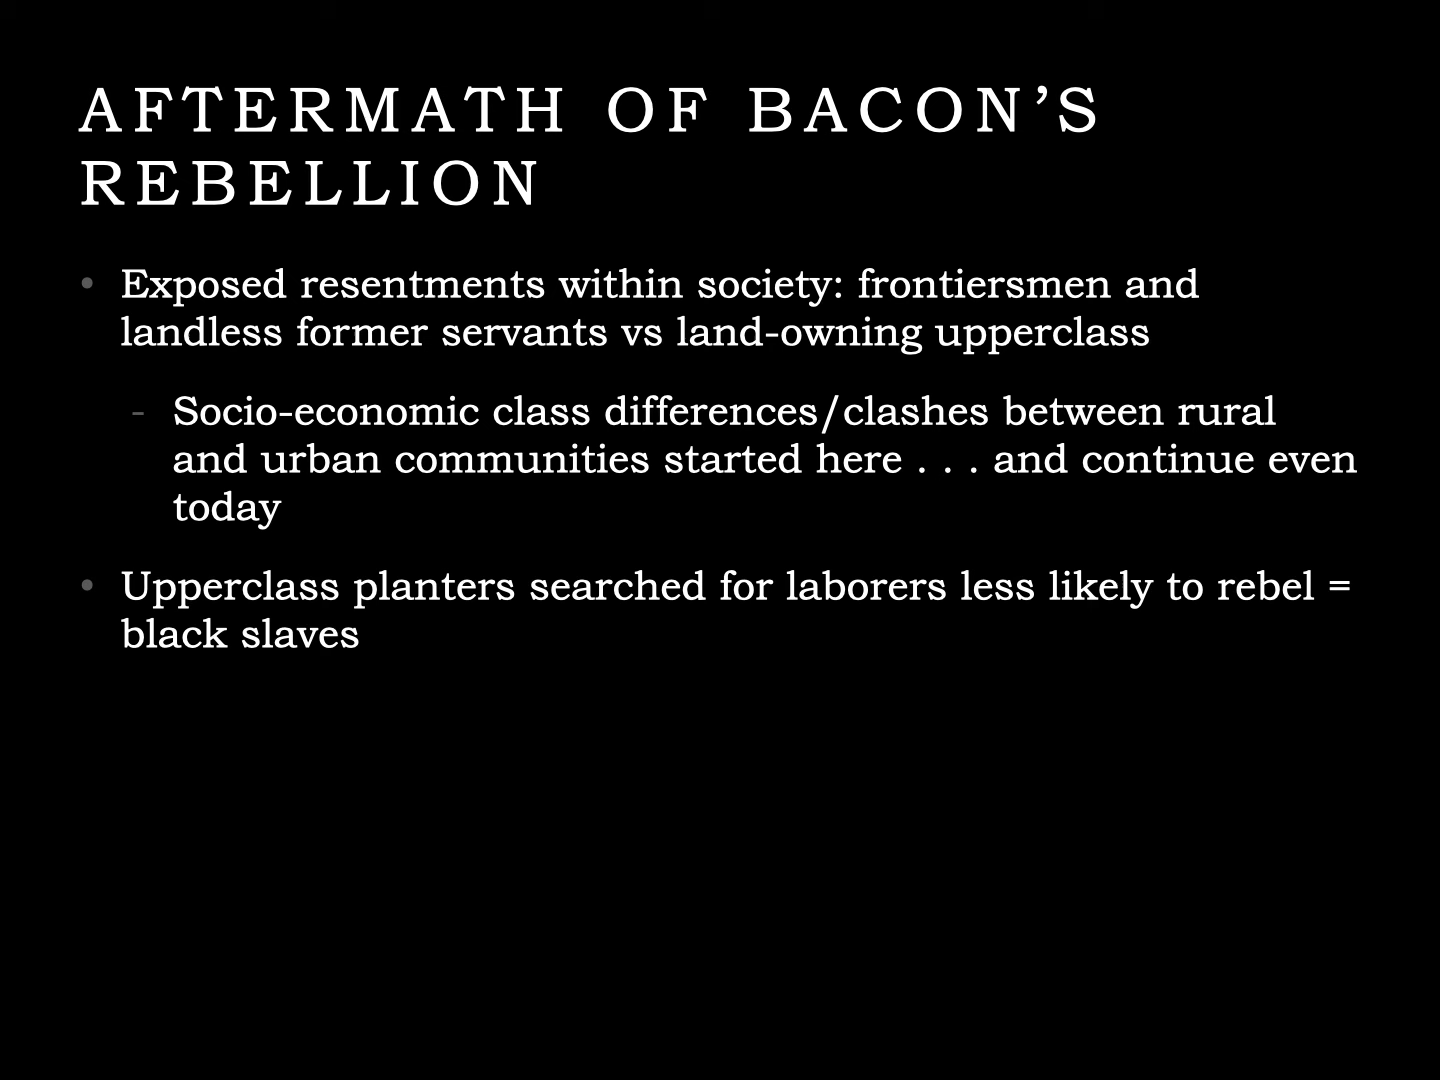 AFTERMATH OF BACON’S
REBELLION
• Exposed resentments within society: frontiersmen and
landless former servants vs land-owning upperclass
- Socio-economic class differences/clashes between rural
and urban communities started here . . . and continue even
today
• Upperclass planters searched for laborers less likely to rebel =
black slaves